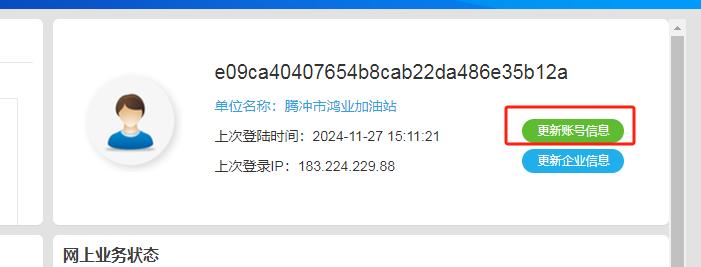 e09ca40407654b8cab22da486e35b12a
单位名称：腾冲市鸿业加油站
上次登陆时间：2024-11-27 15:11:21
更新账号信息
上次登录IP：183.224.229.88
更新企业信息
网上业务状态